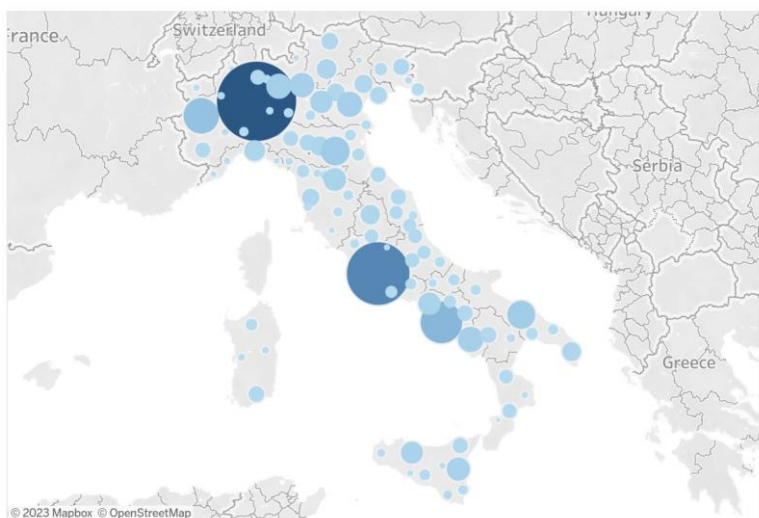 Hungary
Switzerland
France
Serbia
Greece
© 2023 Mapbox © OpenStreetMap